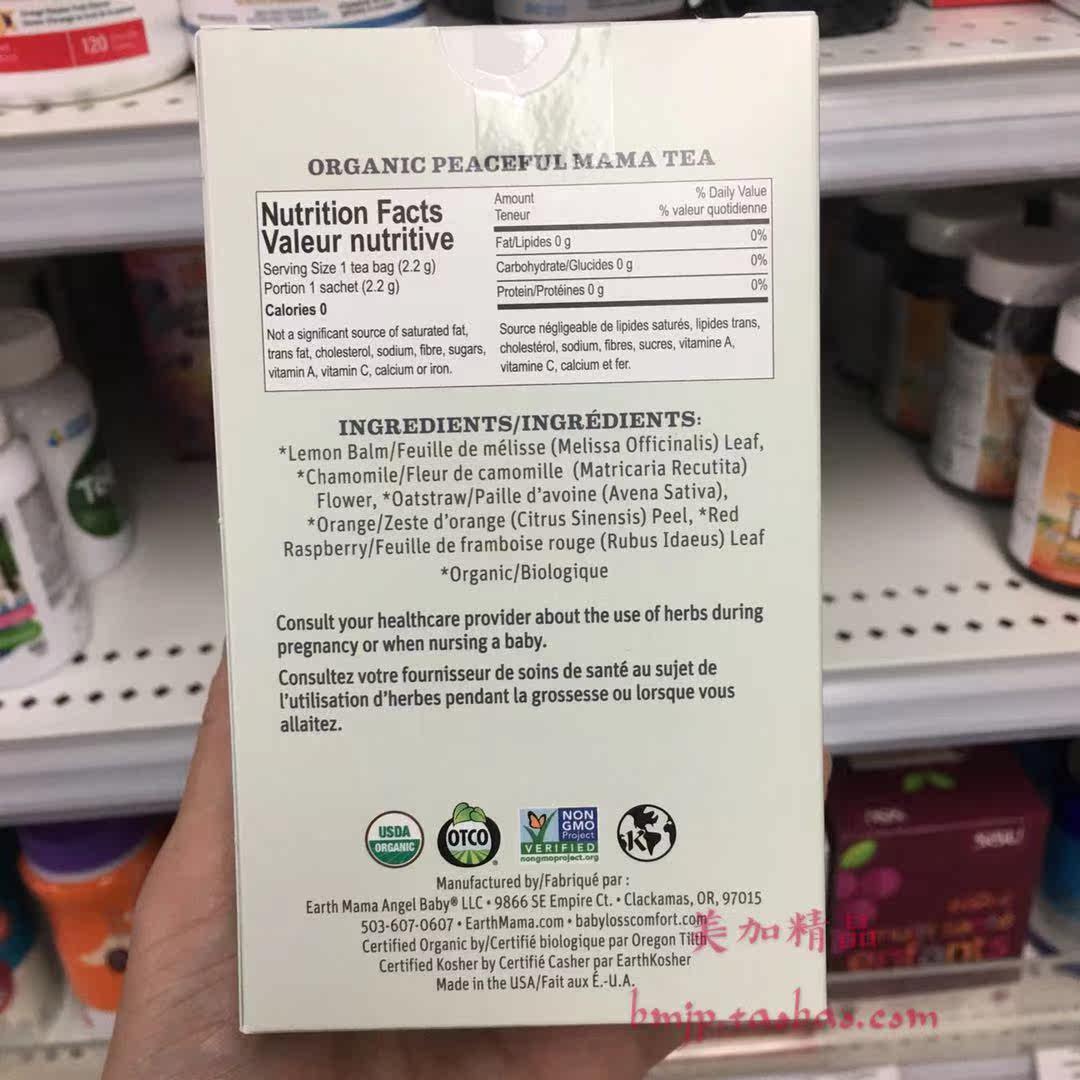 120
ORGANIC PEACEFUL MAMA TEA
Nutrition Facts
Valeur nutritive
Serving Size 1 tea bag (2.2 g)
Portion 1 sachet (2.2 g)
Calories 0
Not a significant source of saturated fat,
trans fat, cholesterol, sodium, fibre, sugars,
vitamin A, vitamin C, calcium or iron.
Amount % Daily Value
Teneur % valeur quotidienne
Fat/Lipides 0 g 0%
Carbohydrate/Glucides 0 g 0%
Protein/Protéines 0 g 0%
Source négligeable de lipides saturés, lipides trans,
cholestérol, sodium, fibres, sucres, vitamine A,
vitamine C, calcium et fer.
INGREDIENTS/INGRÉDIENTS:
*Lemon Balm/Feuille de mélisse (Melissa Officinalis) Leaf,
*Chamomile/Fleur de camomille (Matricaria Recutita)
Flower, *Oatstraw/Paille d'avoine (Avena Sativa),
*Orange/Zeste d'orange (Citrus Sinensis) Peel, *Red
Raspberry/Feuille de framboise rouge (Rubus Idaeus) Leaf
*Organic/Biologique
Consult your healthcare provider about the use of herbs during
pregnancy or when nursing a baby.
Consultez votre fournisseur de soins de santé au sujet de
l'utilisation d'herbes pendant la grossesse ou lorsque vous
allaitez.
USDA
ORGANIC
OTCO
NON
GMO
Project
VERIFIED
nongmoproject.org
K
Manufactured by/Fabriqué par :
Earth Mama Angel Baby® LLC • 9866 SE Empire Ct. • Clackamas, OR, 97015
503-607-0607 • EarthMama.com • babylosscomfort.com
Certified Organic by/Certifié biologique par Oregon Tilth
Certified Kosher by Certifié Casher par EarthKosher
Made in the USA/Fait aux É.-U.A.
美加精品
bmjp.taobao.com